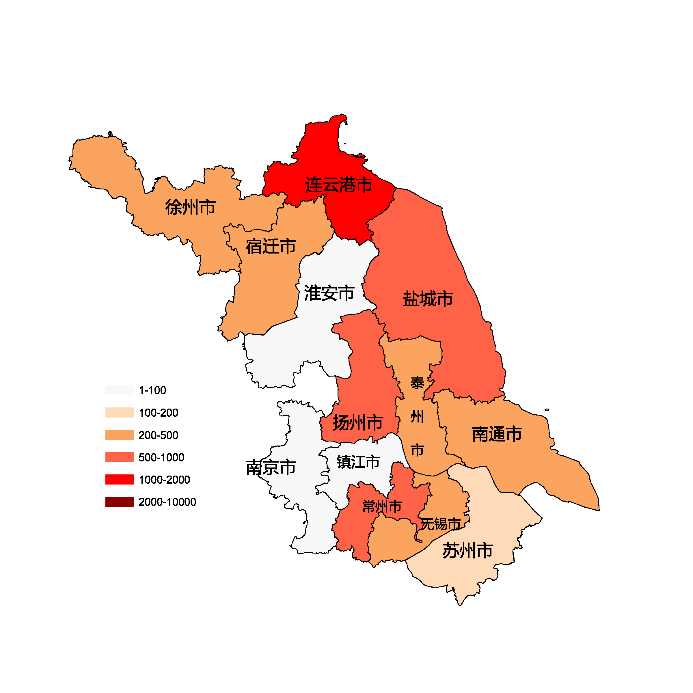 连云港市
徐州市
宿迁市
淮安市
盐城市
泰
州
市
扬州市
南通市
南京市
镇江市
常州市
无锡市
苏州市
1-100
100-200
200-500
500-1000
1000-2000
2000-10000